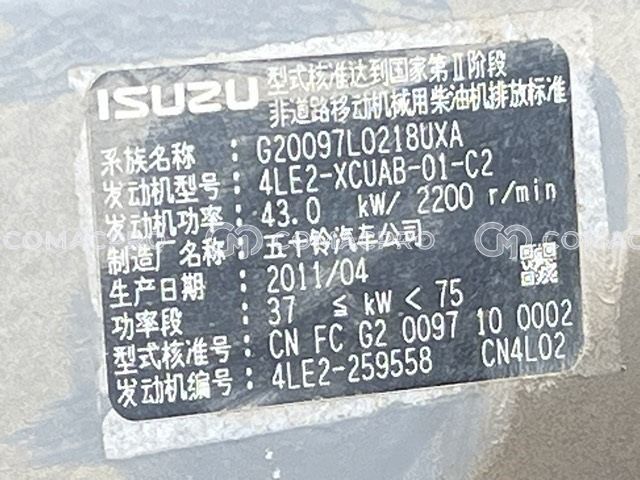 ISUZU
型式核准达到国家第Ⅱ阶段
非道路移动机械用柴油机排放标准
系族名称 : G20097L0218UXA
发动机型号: 4LE2-XCUAB-01-C2
发动机功率: 43.0 kW/ 2200 r/min
制造厂名称: 五十铃汽车公司
生产日期 : 2011/04
功率段 : 37 ≤ kW < 75
型式核准号: CN FC G2 0097 10 0002
发动机编号: 4LE2-259558 CN4L02
COMACPRO COMACPRO COMAC